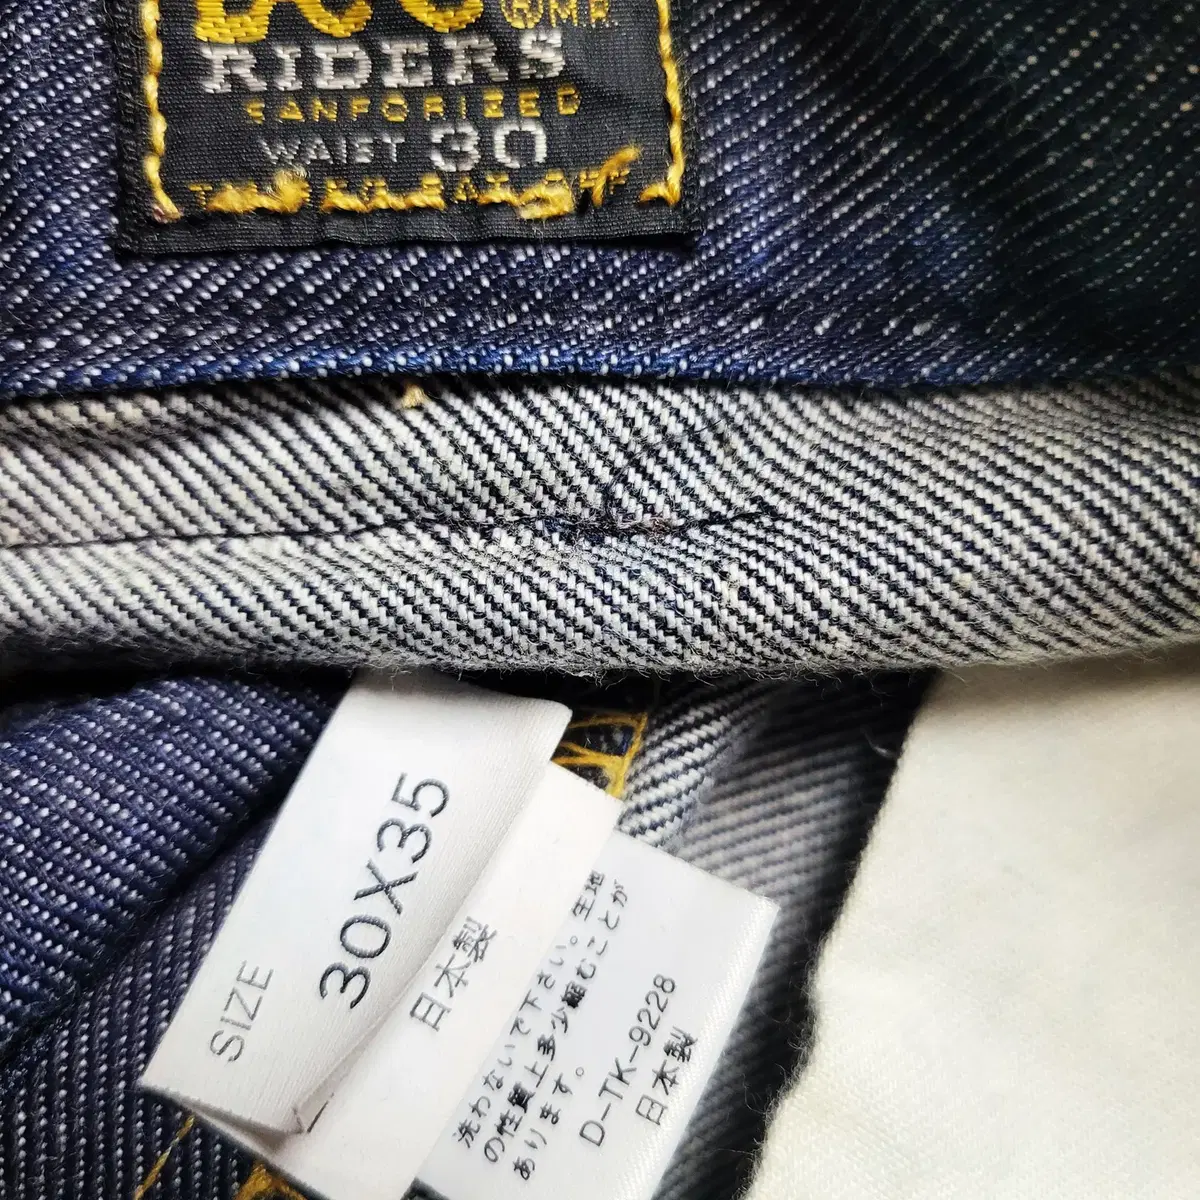 Lee ® M.R.
RIDERS
SANFORIZED
WAIST 30
SIZE
30X35
日本製
洗わないで下さい。生地
の性質上多少縮むことが
あります。
D-TK-9228
日本製